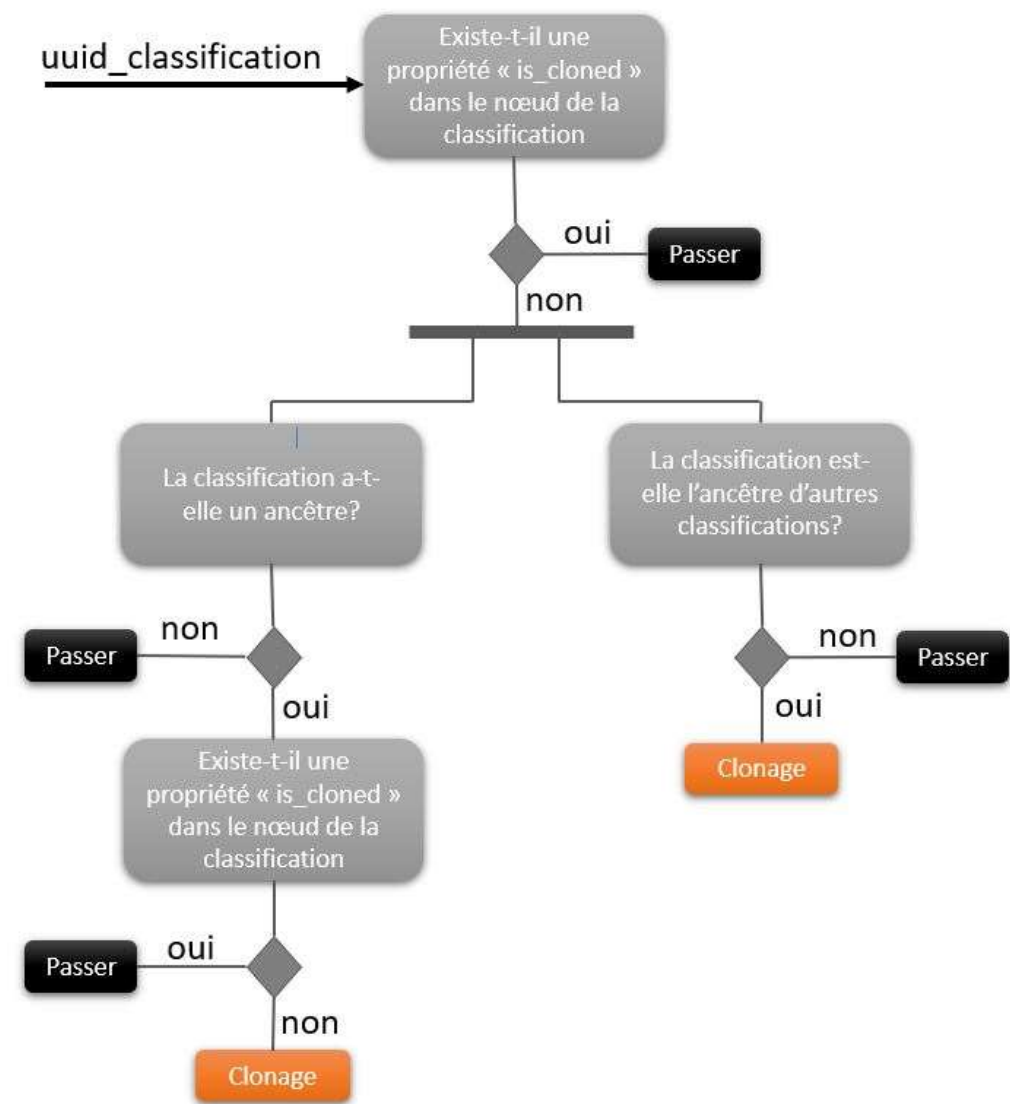 uuid_classification
Existe-t-il une
propriété « is_cloned »
dans le nœud de la
classification
oui
Passer
non
La classification a-t-
elle un ancêtre?
La classification est-
elle l’ancêtre d’autres
classifications?
Passer
non
non
Passer
oui
oui
Existe-t-il une
propriété « is_cloned »
dans le nœud de la
classification
Clonage
Passer
oui
non
Clonage